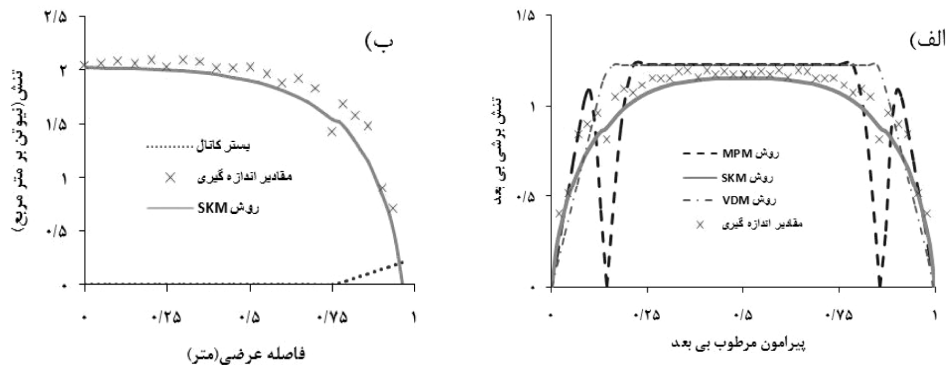 الف)
تنش برشی بی بعد
۱/۵
۱
۰/۵
۰
روش MPM
روش SKM
روش VDM
مقادیر اندازه گیری
۰ ۰/۲۵ ۰/۵ ۰/۷۵ ۱
پیرامون مرطوب بی بعد
ب)
تنش (نیوتن بر متر مربع)
۲/۵
۲
۱/۵
۱
۰/۵
۰
بستر کانال
مقادیر اندازه گیری
روش SKM
۰ ۰/۲۵ ۰/۵ ۰/۷۵ ۱
فاصله عرضی(متر)